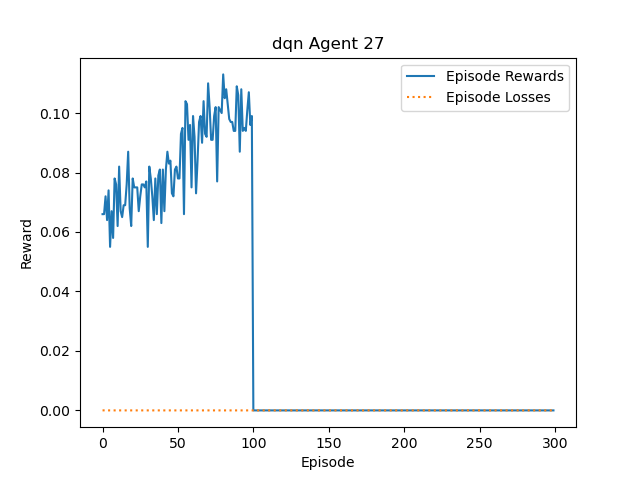 dqn Agent 27
Episode Rewards
Episode Losses
0.10
0.08
0.06
0.04
0.02
0.00
Reward
0 50 100 150 200 250 300
Episode